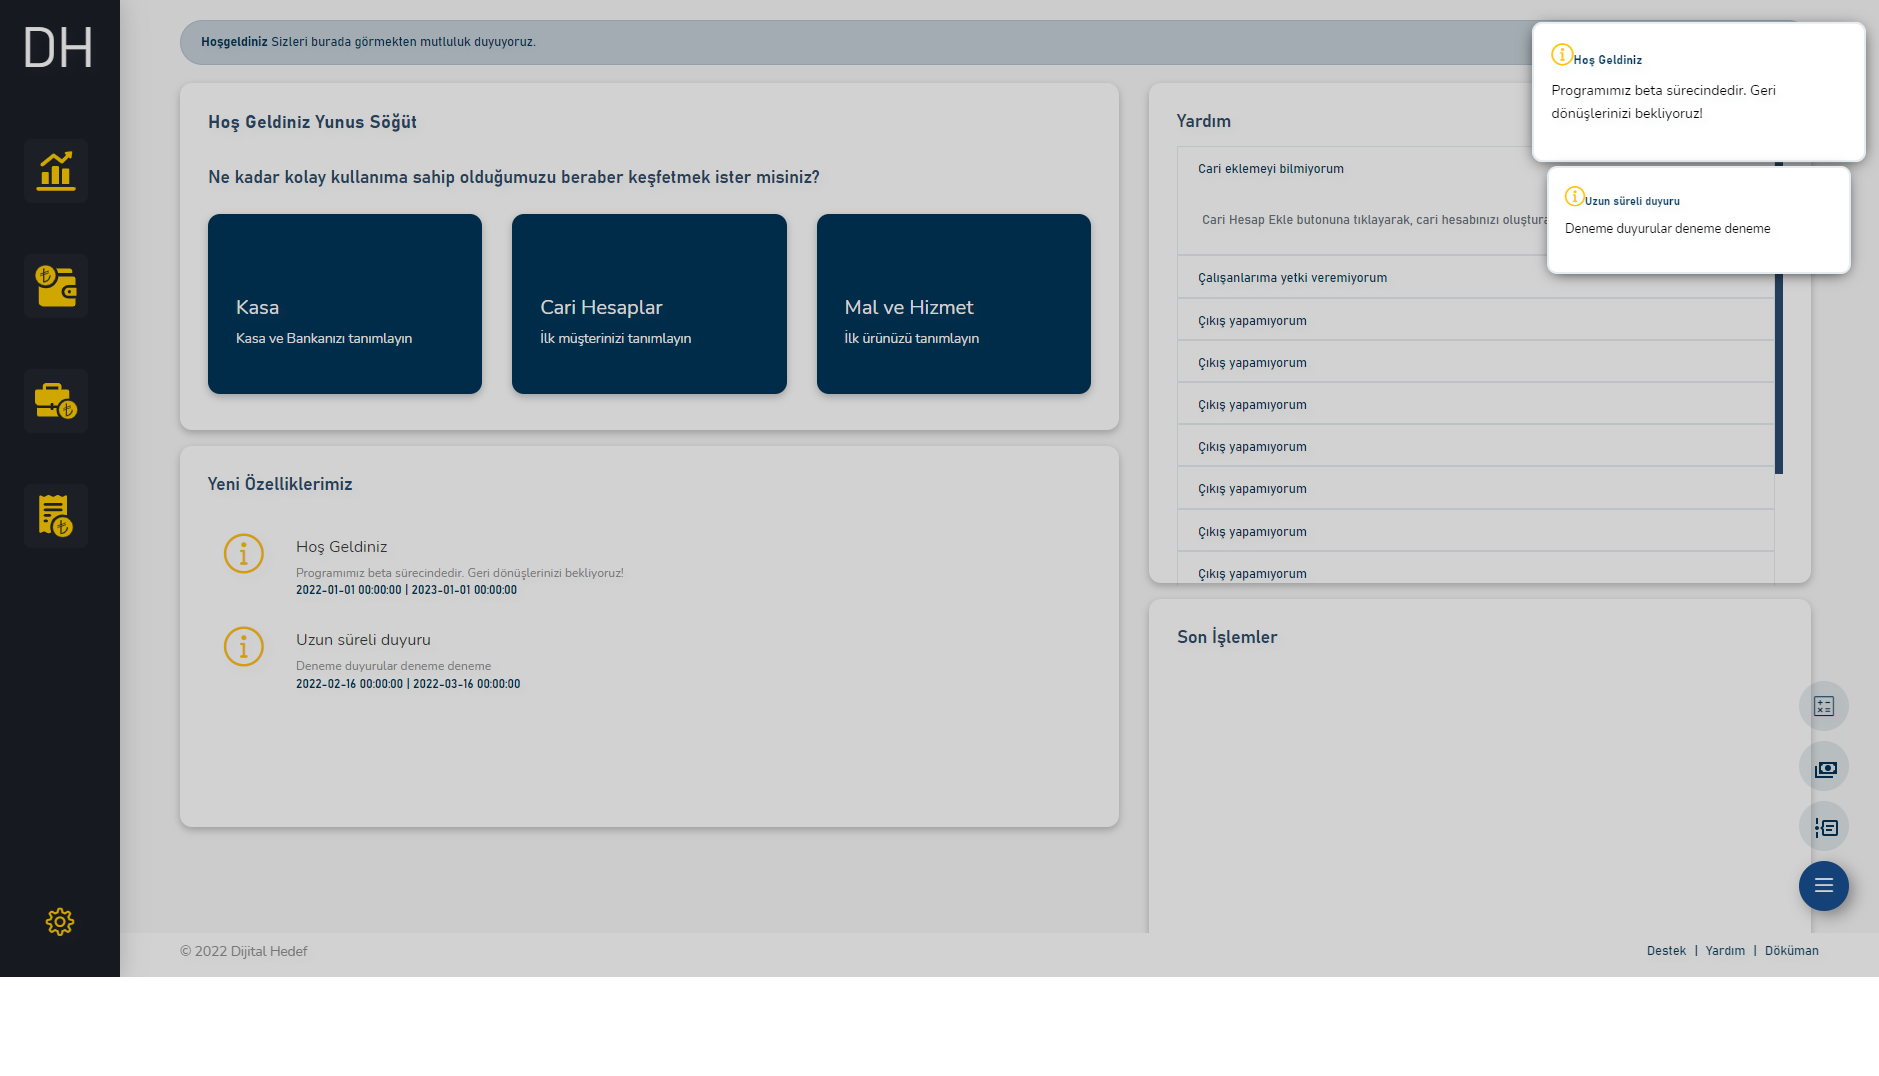 DH
Hoşgeldiniz Sizleri burada görmekten mutluluk duyuyoruz.
Hoş Geldiniz Yunus Söğüt
Ne kadar kolay kullanıma sahip olduğumuzu beraber keşfetmek ister misiniz?
Kasa
Kasa ve Bankanızı tanımlayın
Cari Hesaplar
İlk müşterinizi tanımlayın
Mal ve Hizmet
İlk ürünüzü tanımlayın
Yeni Özelliklerimiz
Hoş Geldiniz
Programımız beta sürecindedir. Geri dönüşlerinizi bekliyoruz!
2022-01-01 00:00:00 | 2023-01-01 00:00:00
Uzun süreli duyuru
Deneme duyurular deneme deneme
2022-02-16 00:00:00 | 2022-03-16 00:00:00
Yardım
Cari eklemeyi bilmiyorum
Cari Hesap Ekle butonuna tıklayarak, cari hesabınızı oluştura
Çalışanlarıma yetki veremiyorum
Çıkış yapamıyorum
Çıkış yapamıyorum
Çıkış yapamıyorum
Çıkış yapamıyorum
Çıkış yapamıyorum
Çıkış yapamıyorum
Çıkış yapamıyorum
Son İşlemler
Hoş Geldiniz
Programımız beta sürecindedir. Geri
dönüşlerinizi bekliyoruz!
Uzun süreli duyuru
Deneme duyurular deneme deneme
© 2022 Dijital Hedef
Destek | Yardım | Döküman